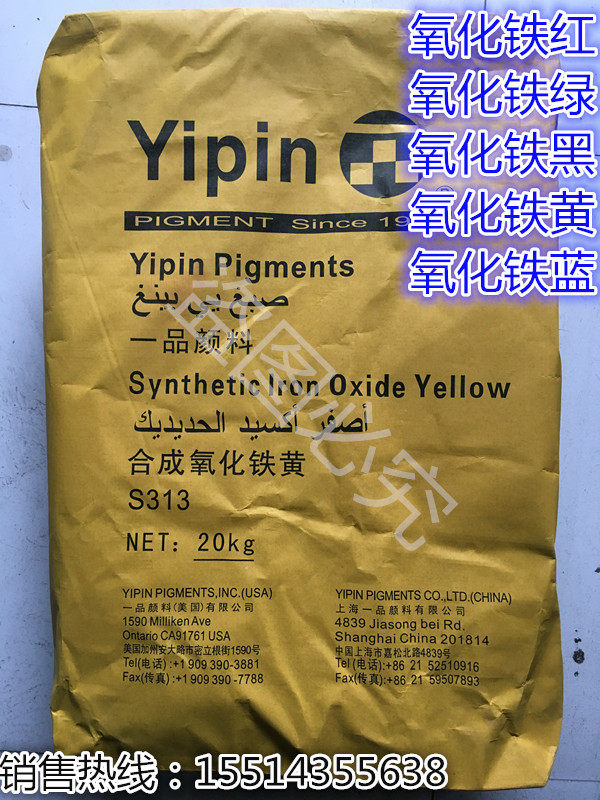 氧化铁红
氧化铁绿
氧化铁黑
氧化铁黄
氧化铁蓝
Yipin
®
PIGMENT Since 19
Yipin Pigments
صبغ يي بينغ
一品颜料
Synthetic Iron Oxide Yellow
أصفر أكسيد الحديديك
合成氧化铁黄
S313
NET: 20kg
YIPIN PIGMENTS,INC.(USA)
一品颜料(美国)有限公司
1590 Milliken Ave
Ontario CA91761 USA
美国加州安大略市密立根街1590号
Tel(电话):+1 909 390-3881
Fax(传真):+1 909 390-7788
YIPIN PIGMENTS CO.,LTD.(CHINA)
上海一品颜料有限公司
4839 Jiasong bei Rd.
Shanghai China 201814
中国上海市嘉松北路4839号
Tel(电话):+86 21 52510916
Fax(传真):+86 21 59507893
盗图必究
销售热线：15514355638